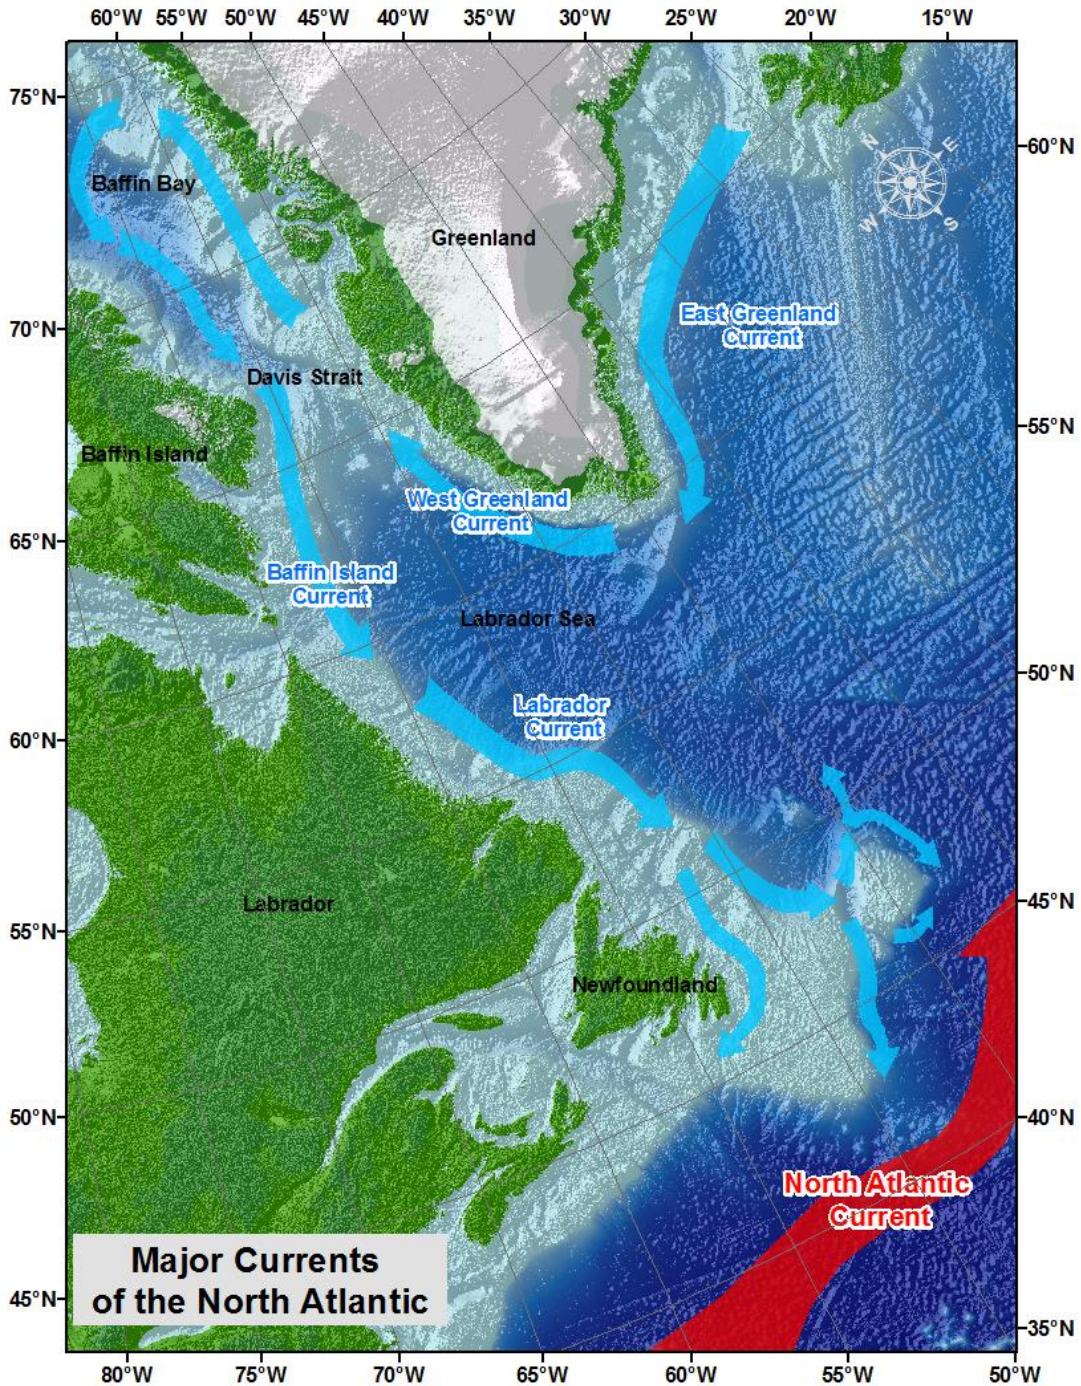 60°W 55°W 50°W 45°W 40°W 35°W 30°W 25°W 20°W 15°W
75°N
60°N
N
E
W
S
Baffin Bay
Greenland
East Greenland
Current
70°N
Davis Strait
55°N
Baffin Island
West Greenland
Current
65°N
Baffin Island
Current
Labrador Sea
50°N
Labrador
Current
60°N
Labrador
45°N
55°N
Newfoundland
50°N
40°N
North Atlantic
Current
Major Currents
of the North Atlantic
45°N
35°N
80°W 75°W 70°W 65°W 60°W 55°W 50°W